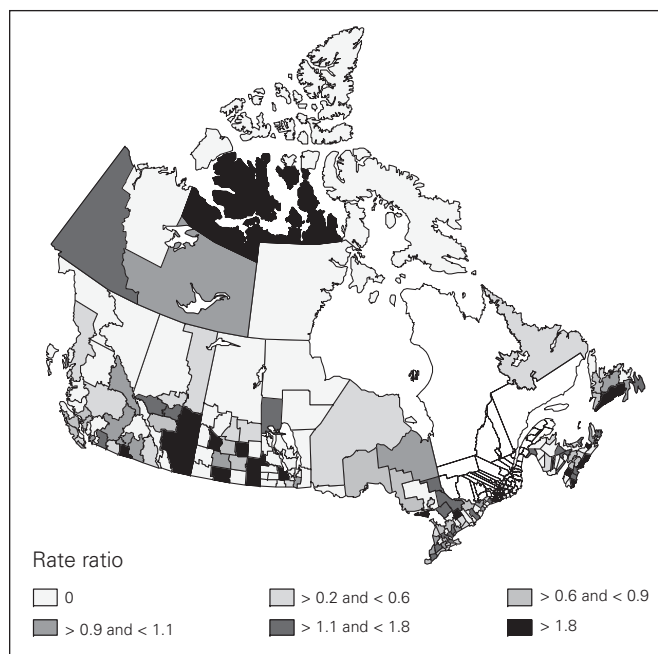 Rate ratio
0
> 0.2 and < 0.6
> 0.6 and < 0.9
> 0.9 and < 1.1
> 1.1 and < 1.8
> 1.8